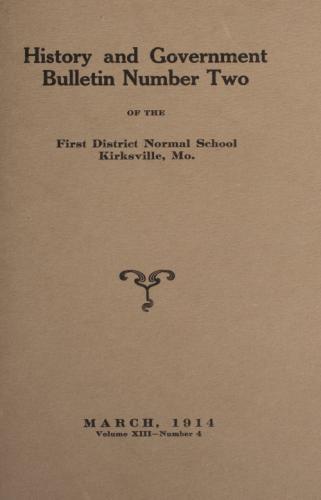 History and Government
Bulletin Number Two
OF THE
First District Normal School
Kirksville, Mo.
MARCH, 1914
Volume XIII—Number 4